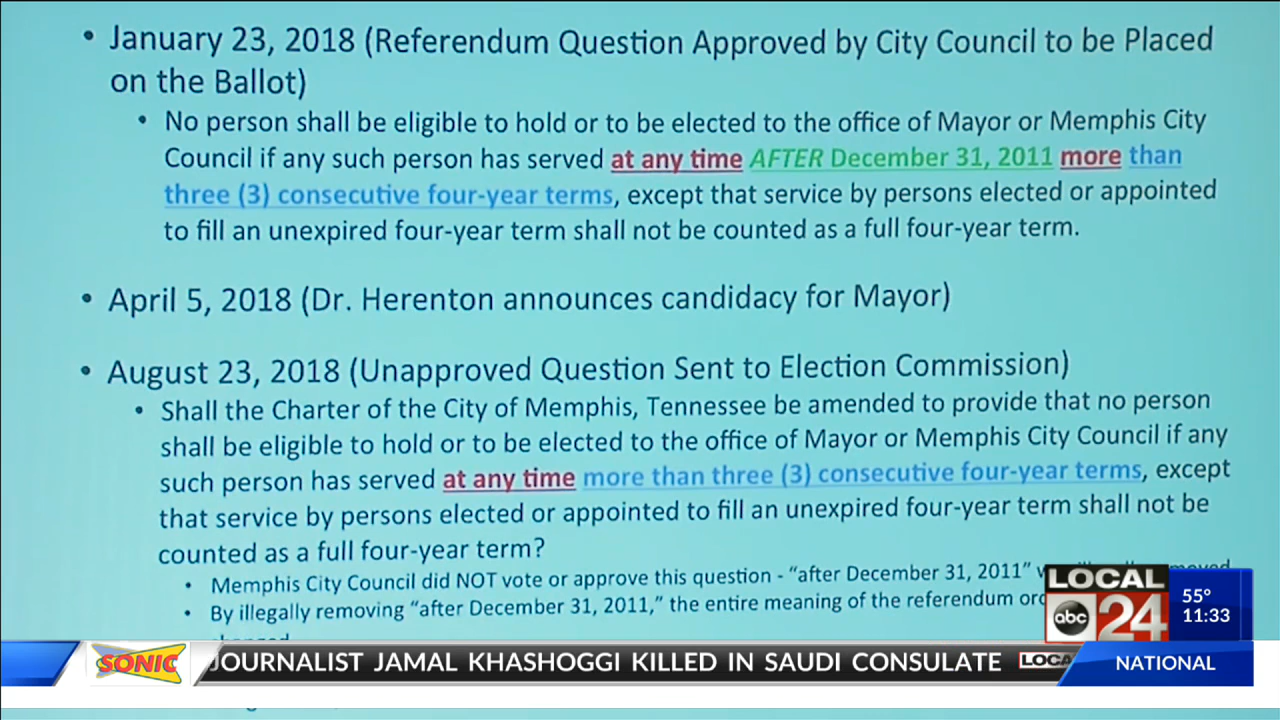 • January 23, 2018 (Referendum Question Approved by City Council to be Placed
on the Ballot)
• No person shall be eligible to hold or to be elected to the office of Mayor or Memphis City
Council if any such person has served at any time AFTER December 31, 2011 more than
three (3) consecutive four-year terms, except that service by persons elected or appointed
to fill an unexpired four-year term shall not be counted as a full four-year term.
• April 5, 2018 (Dr. Herenton announces candidacy for Mayor)
• August 23, 2018 (Unapproved Question Sent to Election Commission)
• Shall the Charter of the City of Memphis, Tennessee be amended to provide that no person
shall be eligible to hold or to be elected to the office of Mayor or Memphis City Council if any
such person has served at any time more than three (3) consecutive four-year terms, except
that service by persons elected or appointed to fill an unexpired four-year term shall not be
counted as a full four-year term?
• Memphis City Council did NOT vote or approve this question - “after December 31, 2011”
• By illegally removing “after December 31, 2011,” the entire meaning of the referendum
LOCAL
abc 24
55°
11:33
SONIC
JOURNALIST JAMAL KHASHOGGI KILLED IN SAUDI CONSULATE
NATIONAL